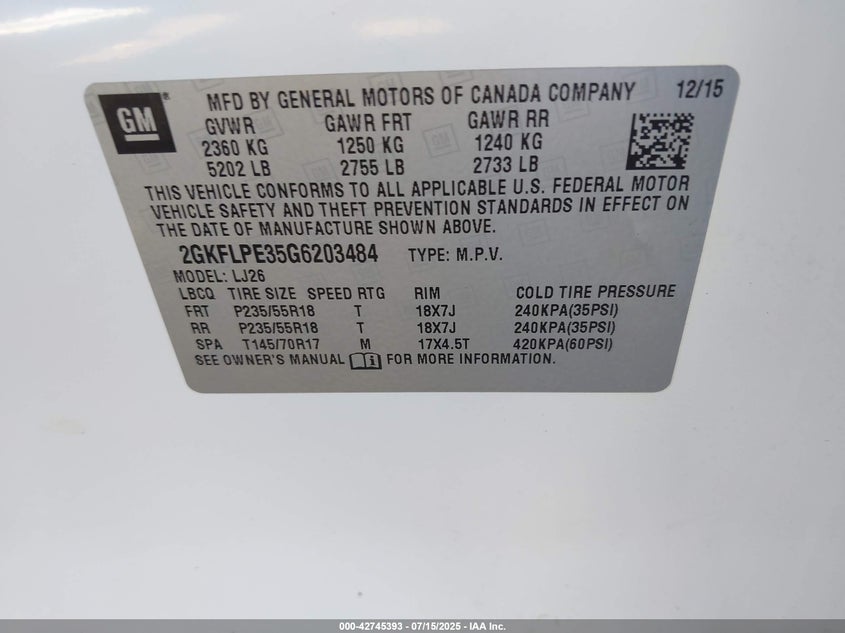 GM
®
MFD BY GENERAL MOTORS OF CANADA COMPANY 12/15
GVWR GAWR FRT GAWR RR
2360 KG 1250 KG 1240 KG
5202 LB 2755 LB 2733 LB
THIS VEHICLE CONFORMS TO ALL APPLICABLE U.S. FEDERAL MOTOR
VEHICLE SAFETY AND THEFT PREVENTION STANDARDS IN EFFECT ON
THE DATE OF MANUFACTURE SHOWN ABOVE.
2GKFLPE35G6203484 TYPE: M.P.V.
MODEL: LJ26
LBCQ TIRE SIZE SPEED RTG RIM COLD TIRE PRESSURE
FRT P235/55R18 T 18X7J 240KPA(35PSI)
RR P235/55R18 T 18X7J 240KPA(35PSI)
SPA T145/70R17 M 17X4.5T 420KPA(60PSI)
SEE OWNER'S MANUAL FOR MORE INFORMATION.
000-42745393 - 07/15/2025 - IAA Inc.